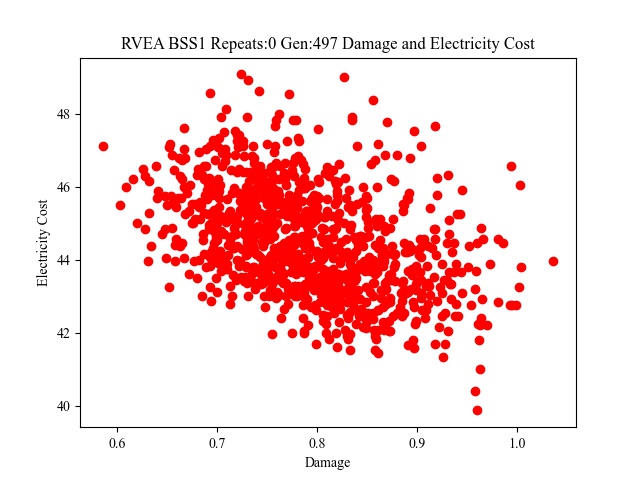 RVEA BSS1 Repeats:0 Gen:497 Damage and Electricity Cost
48
46
44
42
40
Electricity Cost
0.6 0.7 0.8 0.9 1.0
Damage